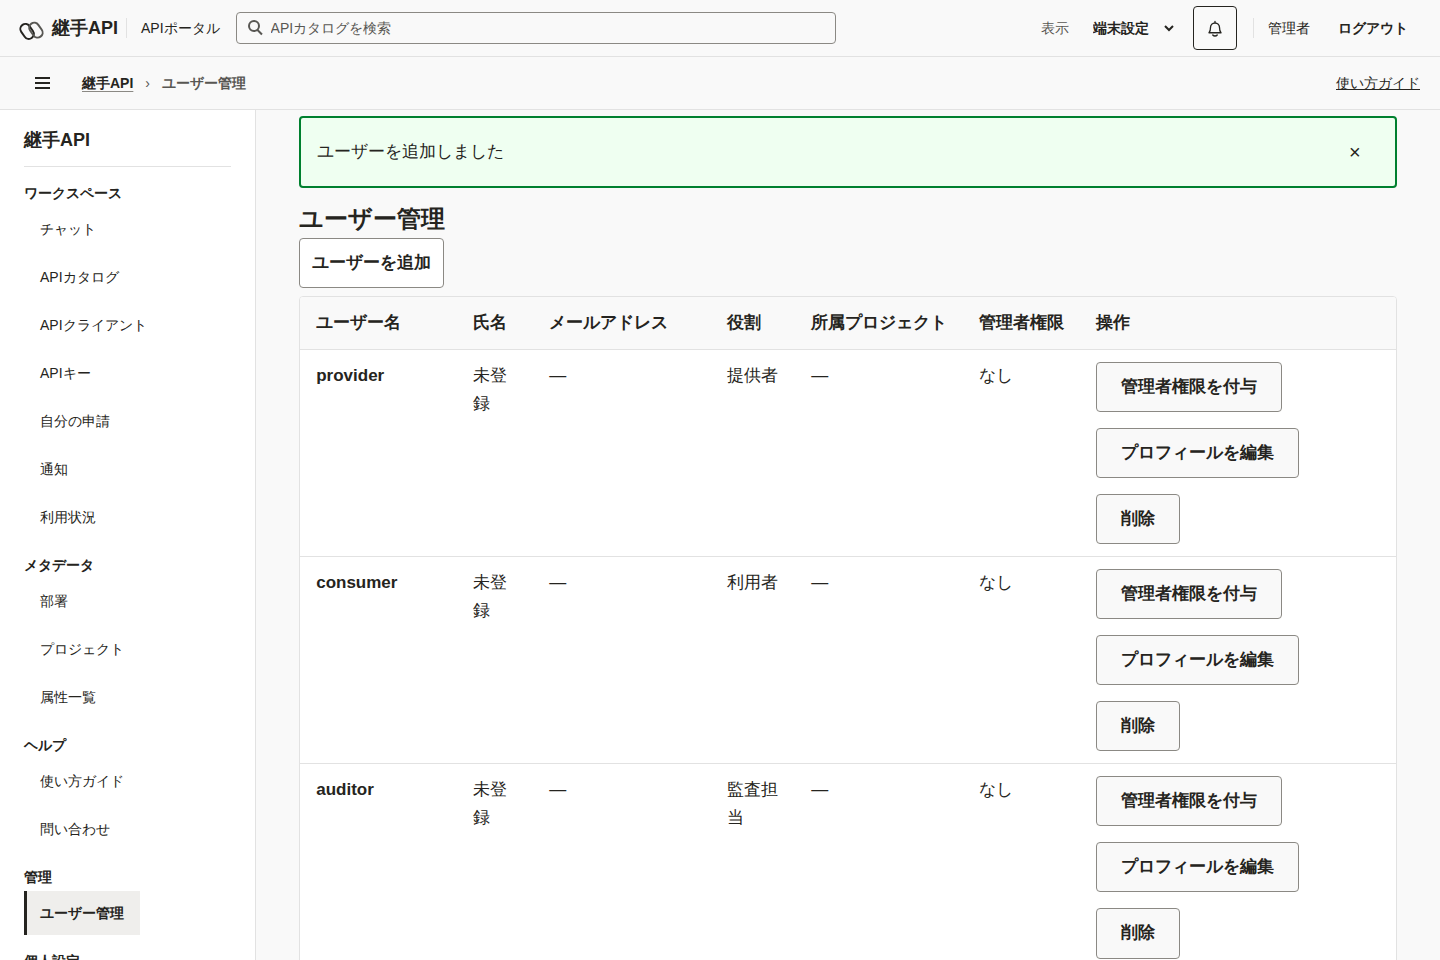 継手API
APIポータル
APIカタログを検索
表示
端末設定
管理者
ログアウト
継手API › ユーザー管理
使い方ガイド
継手API
ワークスペース
チャット
APIカタログ
APIクライアント
APIキー
自分の申請
通知
利用状況
メタデータ
部署
プロジェクト
属性一覧
ヘルプ
使い方ガイド
問い合わせ
管理
ユーザー管理
個人設定
ユーザーを追加しました ×
ユーザー管理
ユーザーを追加
ユーザー名 氏名 メールアドレス 役割 所属プロジェクト 管理者権限 操作
provider 未登録 — 提供者 — なし 管理者権限を付与
プロフィールを編集
削除
consumer 未登録 — 利用者 — なし 管理者権限を付与
プロフィールを編集
削除
auditor 未登録 — 監査担当 — なし 管理者権限を付与
プロフィールを編集
削除